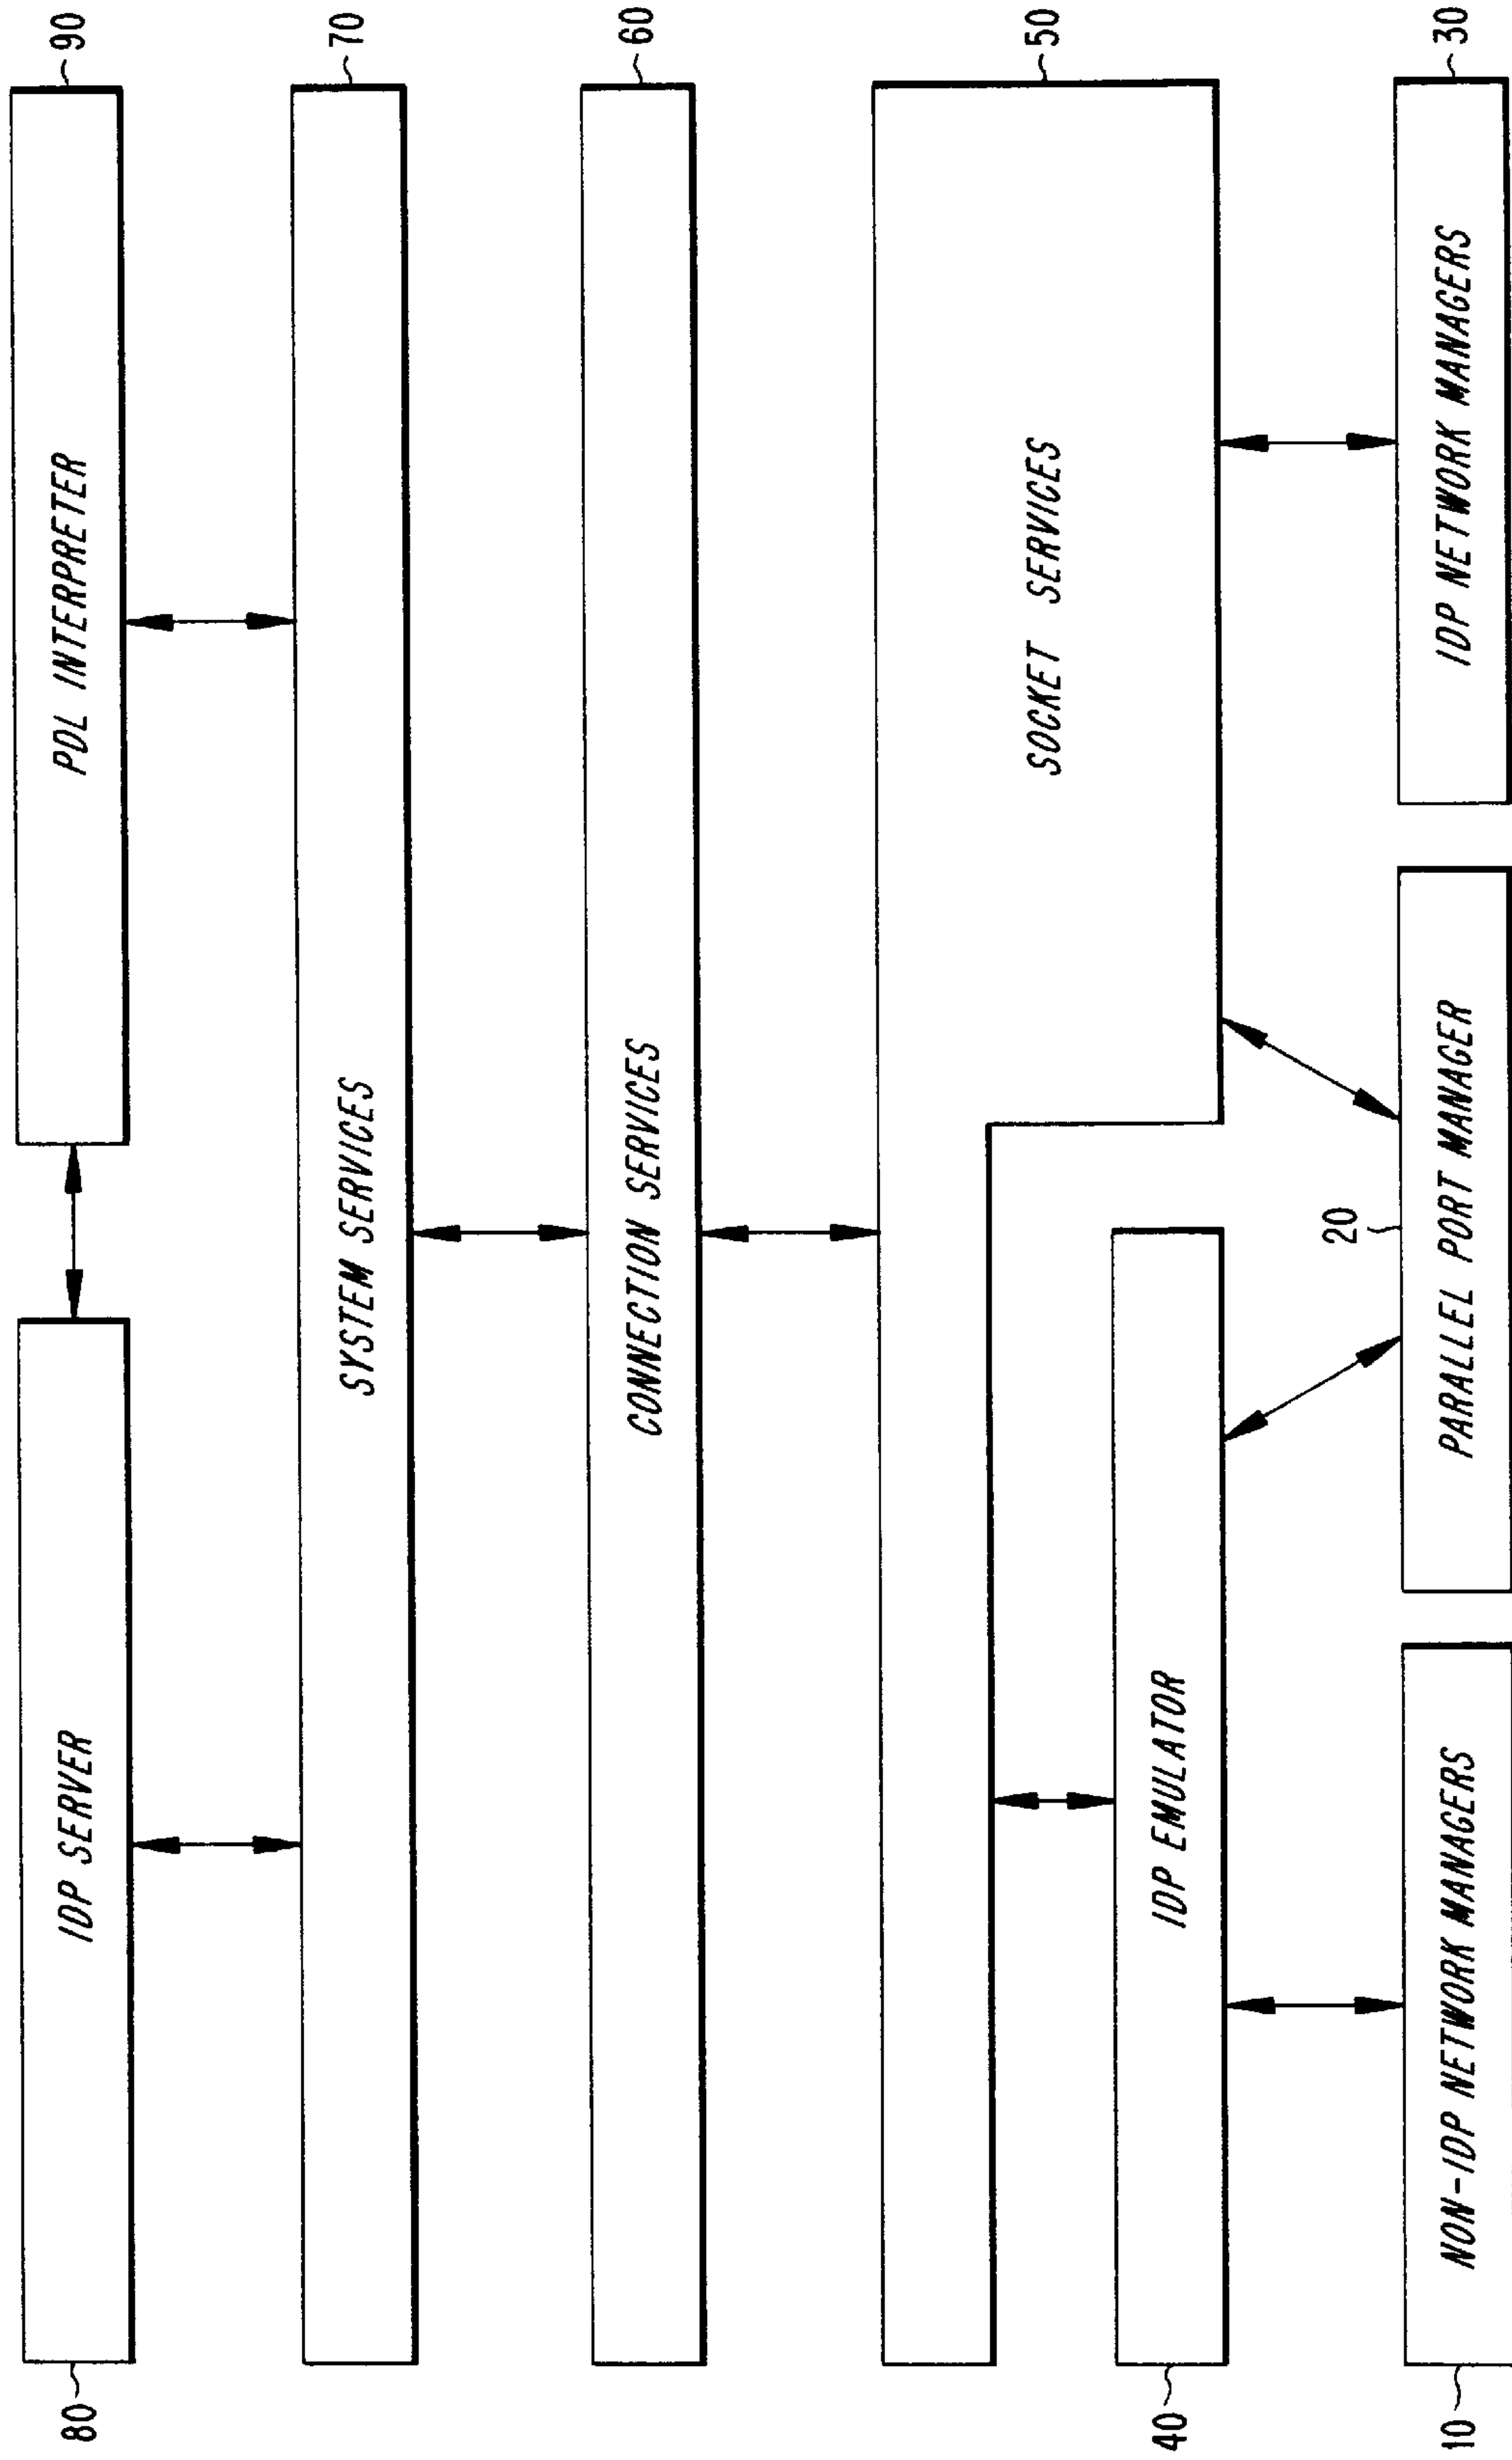 80
IDP SERVER
PDL INTERPRETER
90
SYSTEM SERVICES
70
CONNECTION SERVICES
60
SOCKET SERVICES
50
40
IDP EMULATOR
20
10
NON-IDP NETWORK MANAGERS
PARALLEL PORT MANAGER
IDP NETWORK MANAGERS
30